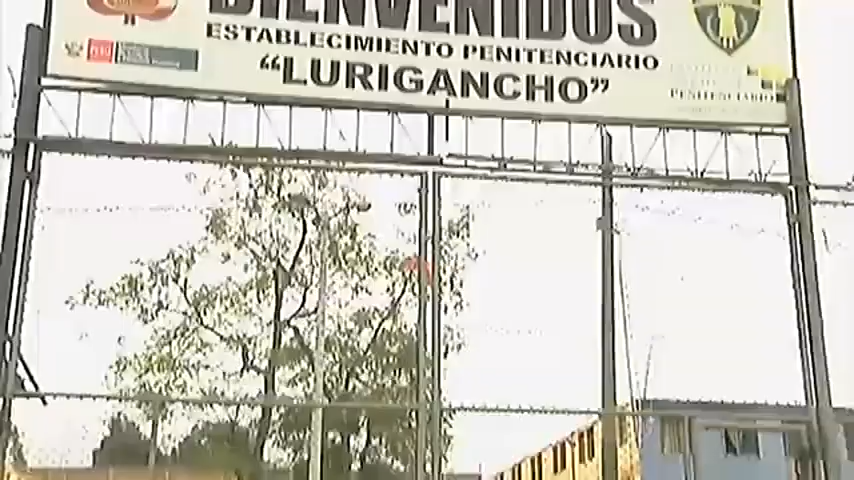 BIENVENIDOS
ESTABLECIMIENTO PENITENCIARIO
“LURIGANCHO”
PENITENCIARIO